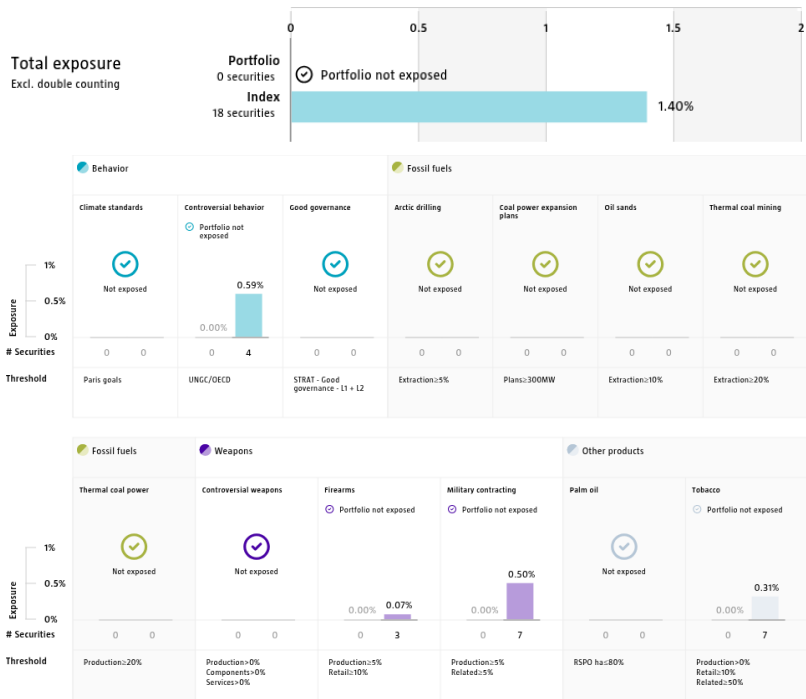 0 0.5 1 1.5 2
Total exposure
Excl. double counting
Portfolio
0 securities
Portfolio not exposed
Index
18 securities
1.40%
Behavior
Fossil fuels
Climate standards
Controversial behavior
Good governance
Arctic drilling
Coal power expansion
plans
Oil sands
Thermal coal mining
Portfolio not
exposed
Exposure
1%
0.5%
0%
Not exposed
0.00%
0.59%
Not exposed
Not exposed
Not exposed
Not exposed
Not exposed
# Securities
0 0
0 4
0 0
0 0
0 0
0 0
0 0
Threshold
Paris goals
UNGC/OECD
STRAT - Good
governance - L1 + L2
Extraction≥5%
Plans≥300MW
Extraction≥10%
Extraction≥20%
Fossil fuels
Weapons
Other products
Thermal coal power
Controversial weapons
Firearms
Military contracting
Palm oil
Tobacco
Portfolio not exposed
Portfolio not exposed
Portfolio not exposed
Exposure
1%
0.5%
0%
Not exposed
Not exposed
0.00%
0.07%
0.00%
0.50%
Not exposed
0.00%
0.31%
# Securities
0 0
0 0
0 3
0 7
0 0
0 7
Threshold
Production≥20%
Production>0%
Components>0%
Services>0%
Production≥5%
Retail≥10%
Production≥5%
Related≥5%
RSPO ha≤80%
Production>0%
Retail≥10%
Related≥50%